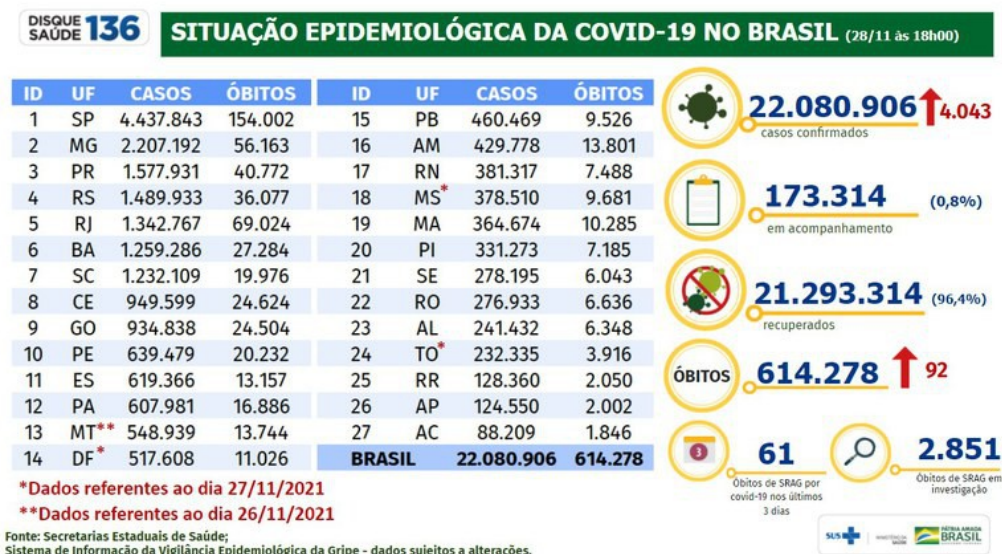 DISQUE
SAÚDE 136
SITUAÇÃO EPIDEMIOLÓGICA DA COVID-19 NO BRASIL (28/11 às 18h00)
ID UF CASOS ÓBITOS ID UF CASOS ÓBITOS
1 SP 4.437.843 154.002 15 PB 460.469 9.526
2 MG 2.207.192 56.163 16 AM 429.778 13.801
3 PR 1.577.931 40.772 17 RN 381.317 7.488
4 RS 1.489.933 36.077 18 MS* 378.510 9.681
5 RJ 1.342.767 69.024 19 MA 364.674 10.285
6 BA 1.259.286 27.284 20 PI 331.273 7.185
7 SC 1.232.109 19.976 21 SE 278.195 6.043
8 CE 949.599 24.624 22 RO 276.933 6.636
9 GO 934.838 24.504 23 AL 241.432 6.348
10 PE 639.479 20.232 24 TO* 232.335 3.916
11 ES 619.366 13.157 25 RR 128.360 2.050
12 PA 607.981 16.886 26 AP 124.550 2.002
13 MT** 548.939 13.744 27 AC 88.209 1.846
14 DF* 517.608 11.026 BRASIL 22.080.906 614.278
*Dados referentes ao dia 27/11/2021
**Dados referentes ao dia 26/11/2021
Fonte: Secretarias Estaduais de Saúde;
Sistema de Informação da Vigilância Epidemiológica da Gripe - dados sujeitos a alterações.
22.080.906 4.043
casos confirmados
173.314 (0,8%)
em acompanhamento
21.293.314 (96,4%)
recuperados
ÓBITOS 614.278 92
3 61
Óbitos de SRAG por
covid-19 nos últimos
3 dias
2.851
Óbitos de SRAG em
investigação
SUS
MINISTÉRIO DA
SAÚDE
PÁTRIA AMADA
BRASIL